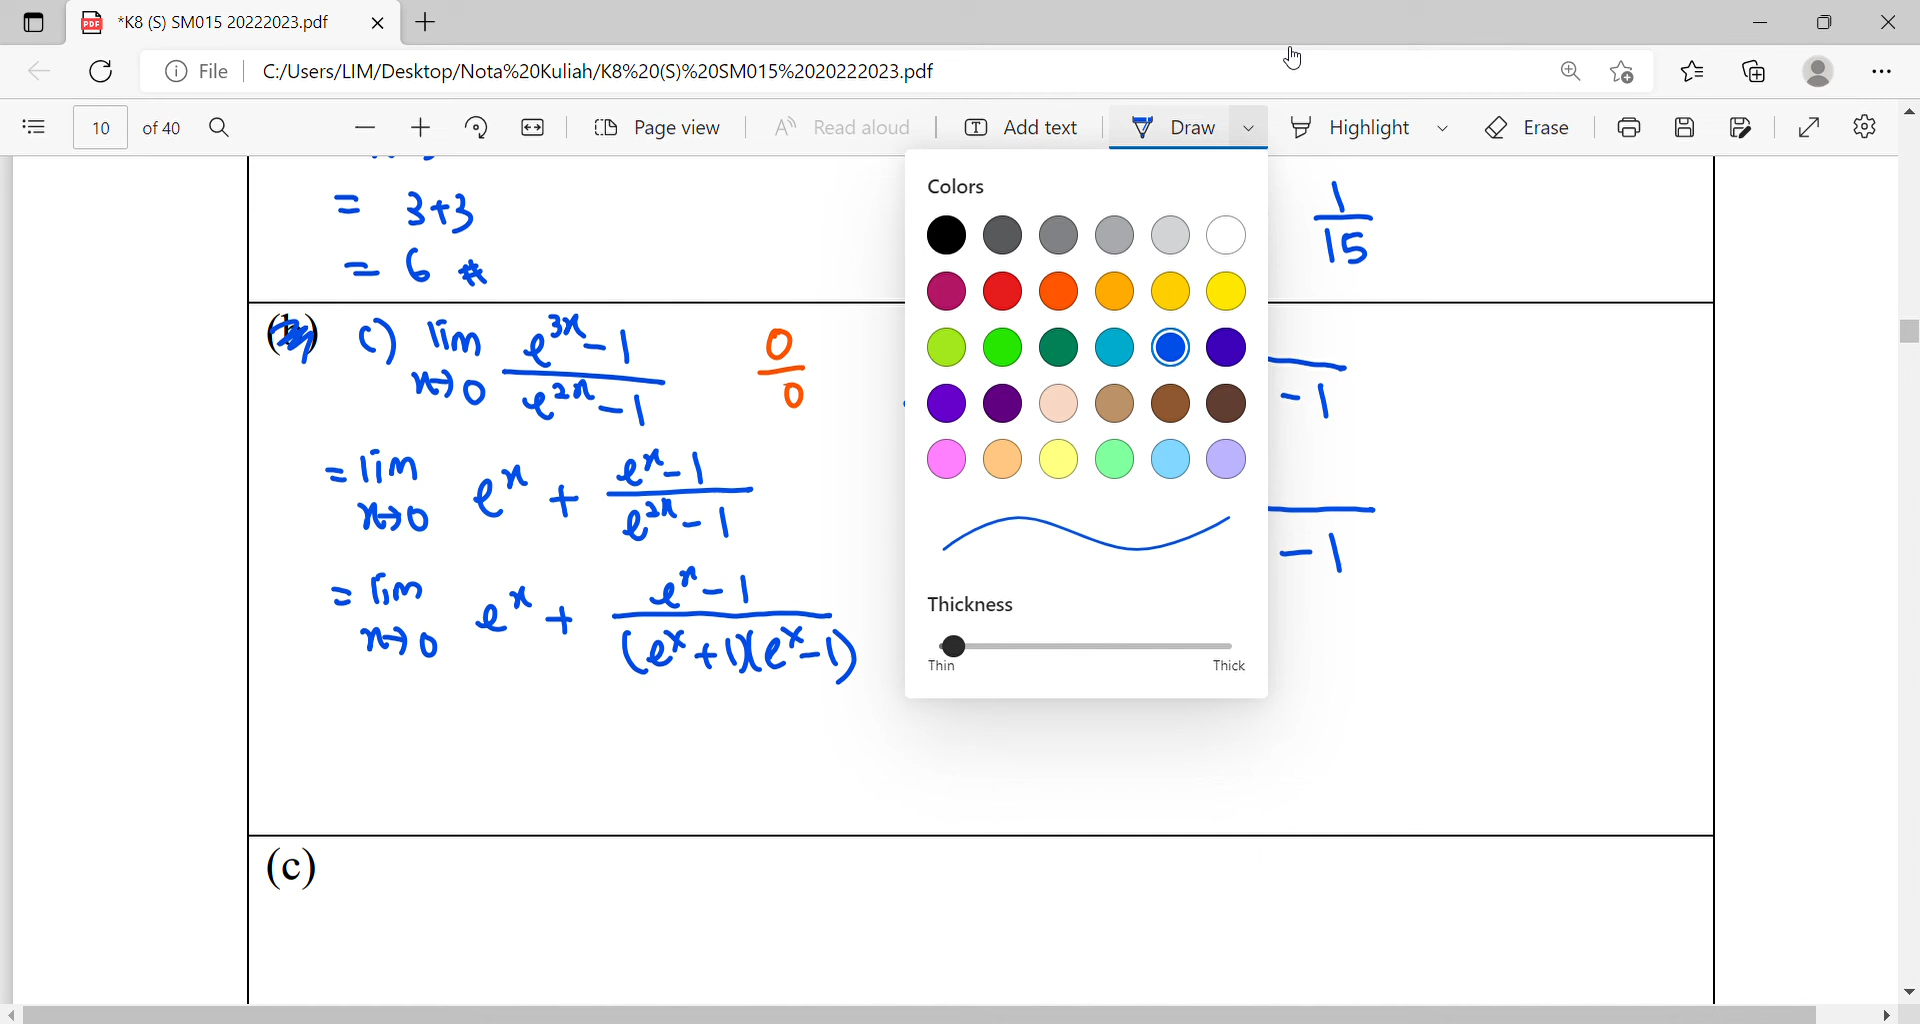 *K8 (S) SM015 20222023.pdf
File C:/Users/LIM/Desktop/Nota%20Kuliah/K8%20(S)%20SM015%2020222023.pdf
10 of 40 Page view Read aloud Add text Draw Highlight Erase
= 3+3
= 6 *
1/15
Colors
Thickness
Thin Thick
c) lim x→0 (e^{3x} - 1)/(e^{2x} - 1) 0/0
- 1
= lim x→0 e^x + (e^x - 1)/(e^{2x} - 1)
- 1
= lim x→0 e^x + (e^x - 1)/((e^x + 1)(e^x - 1))
(c)